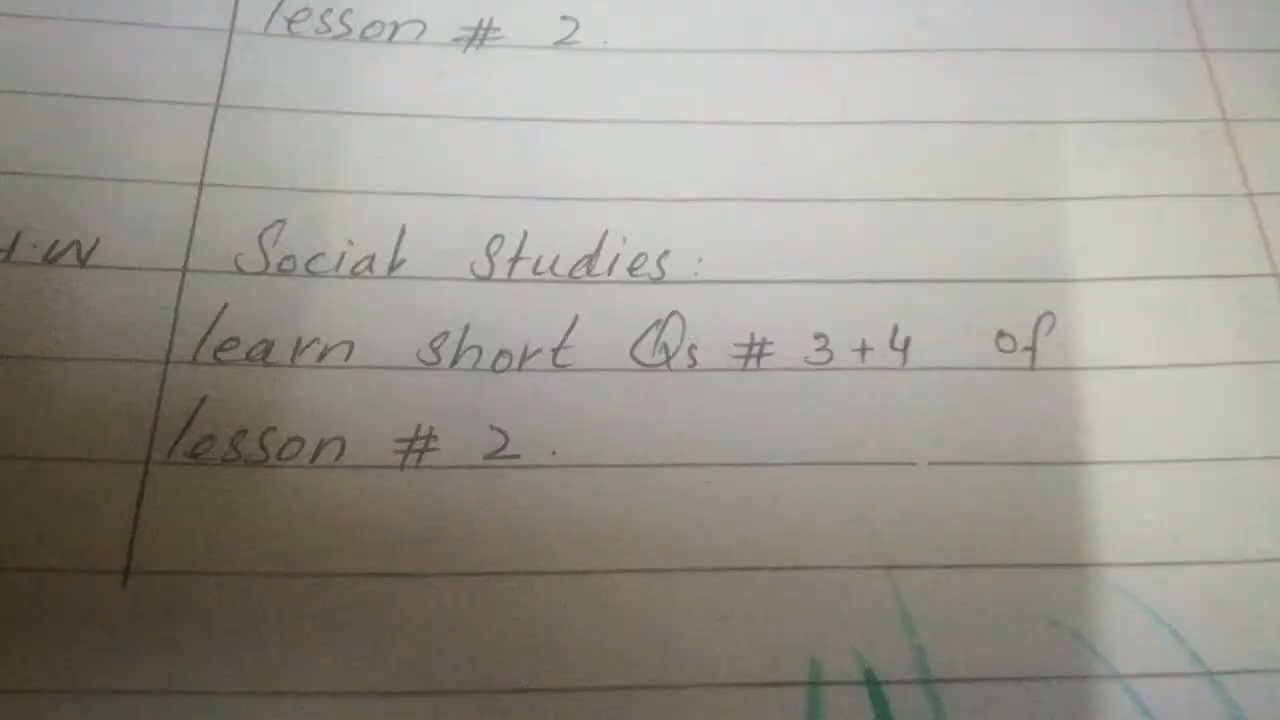 lesson # 2.
H.W Social Studies:
learn short Qs # 3+4 of
lesson # 2.